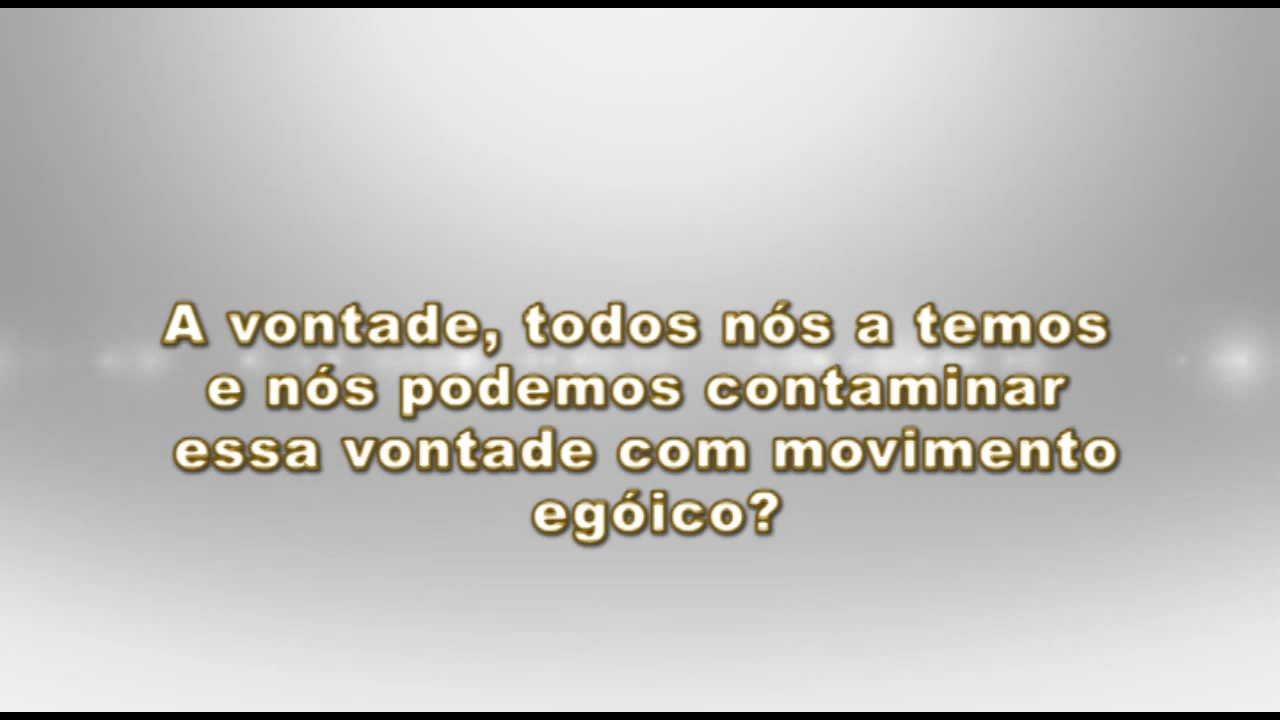 A vontade, todos nós a temos
e nós podemos contaminar
essa vontade com movimento
egóico?